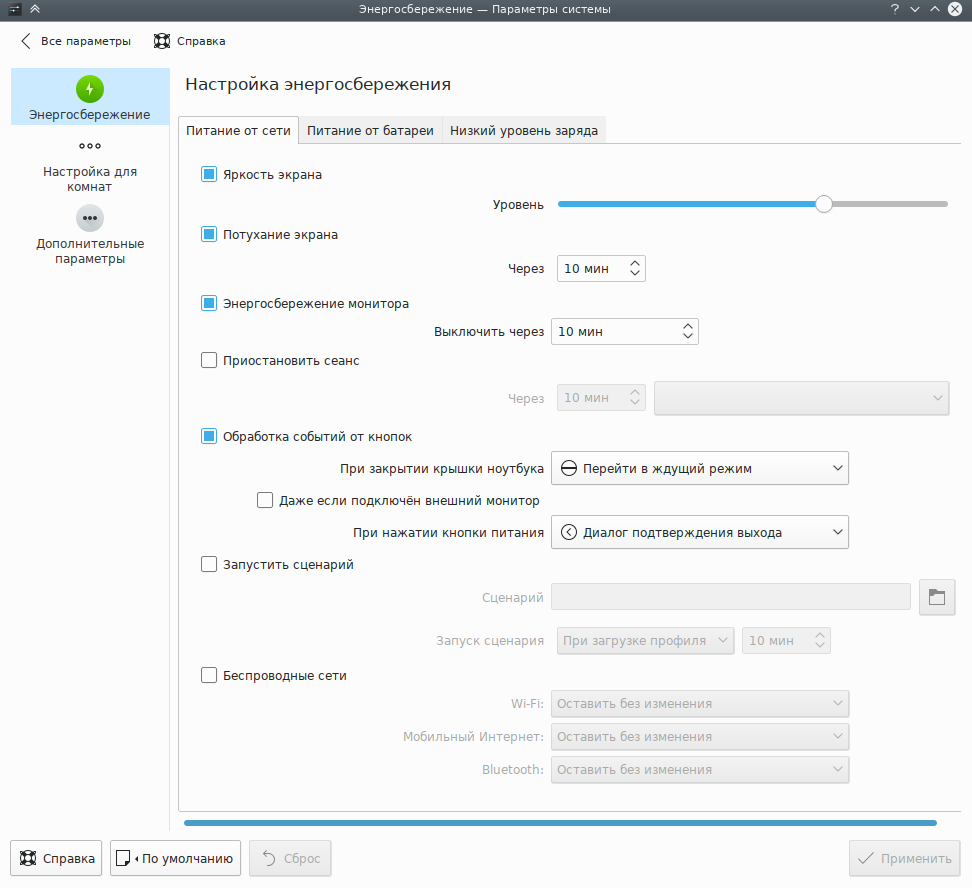 Энергосбережение — Параметры системы
Все параметры Справка
Энергосбережение
Настройка для
комнат
Дополнительные
параметры
Настройка энергосбережения
Питание от сети Питание от батареи Низкий уровень заряда
Яркость экрана
Уровень
Потухание экрана
Через 10 мин
Энергосбережение монитора
Выключить через 10 мин
Приостановить сеанс
Через 10 мин
Обработка событий от кнопок
При закрытии крышки ноутбука Перейти в ждущий режим
Даже если подключён внешний монитор
При нажатии кнопки питания Диалог подтверждения выхода
Запустить сценарий
Сценарий
Запуск сценария При загрузке профиля 10 мин
Беспроводные сети
Wi-Fi: Оставить без изменения
Мобильный Интернет: Оставить без изменения
Bluetooth: Оставить без изменения
Справка По умолчанию Сброс Применить